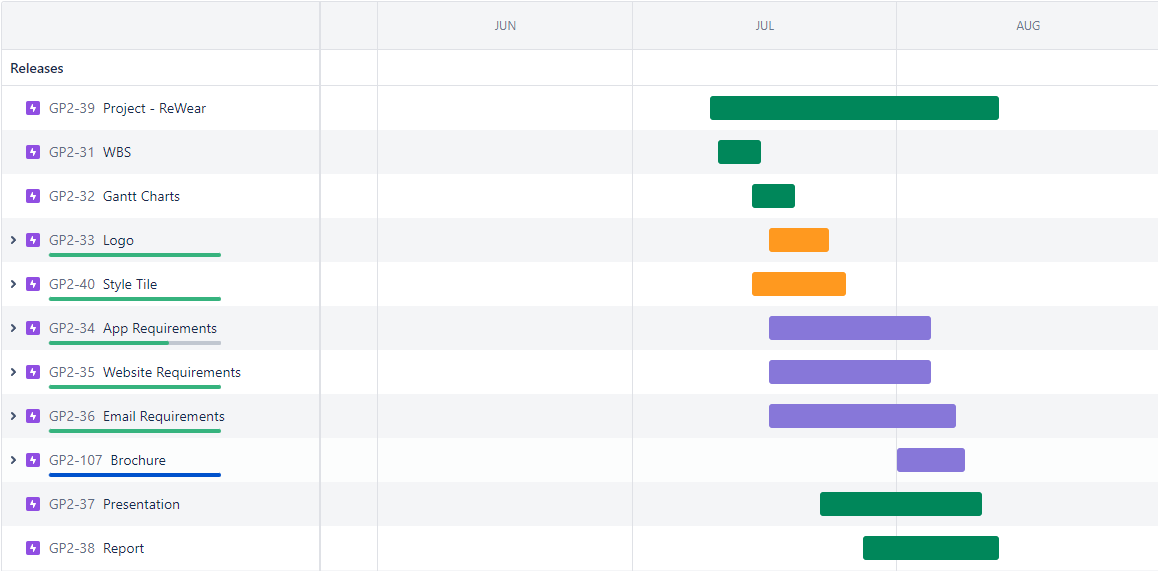 JUN JUL AUG
Releases
GP2-39 Project - ReWear
GP2-31 WBS
GP2-32 Gantt Charts
GP2-33 Logo
GP2-40 Style Tile
GP2-34 App Requirements
GP2-35 Website Requirements
GP2-36 Email Requirements
GP2-107 Brochure
GP2-37 Presentation
GP2-38 Report